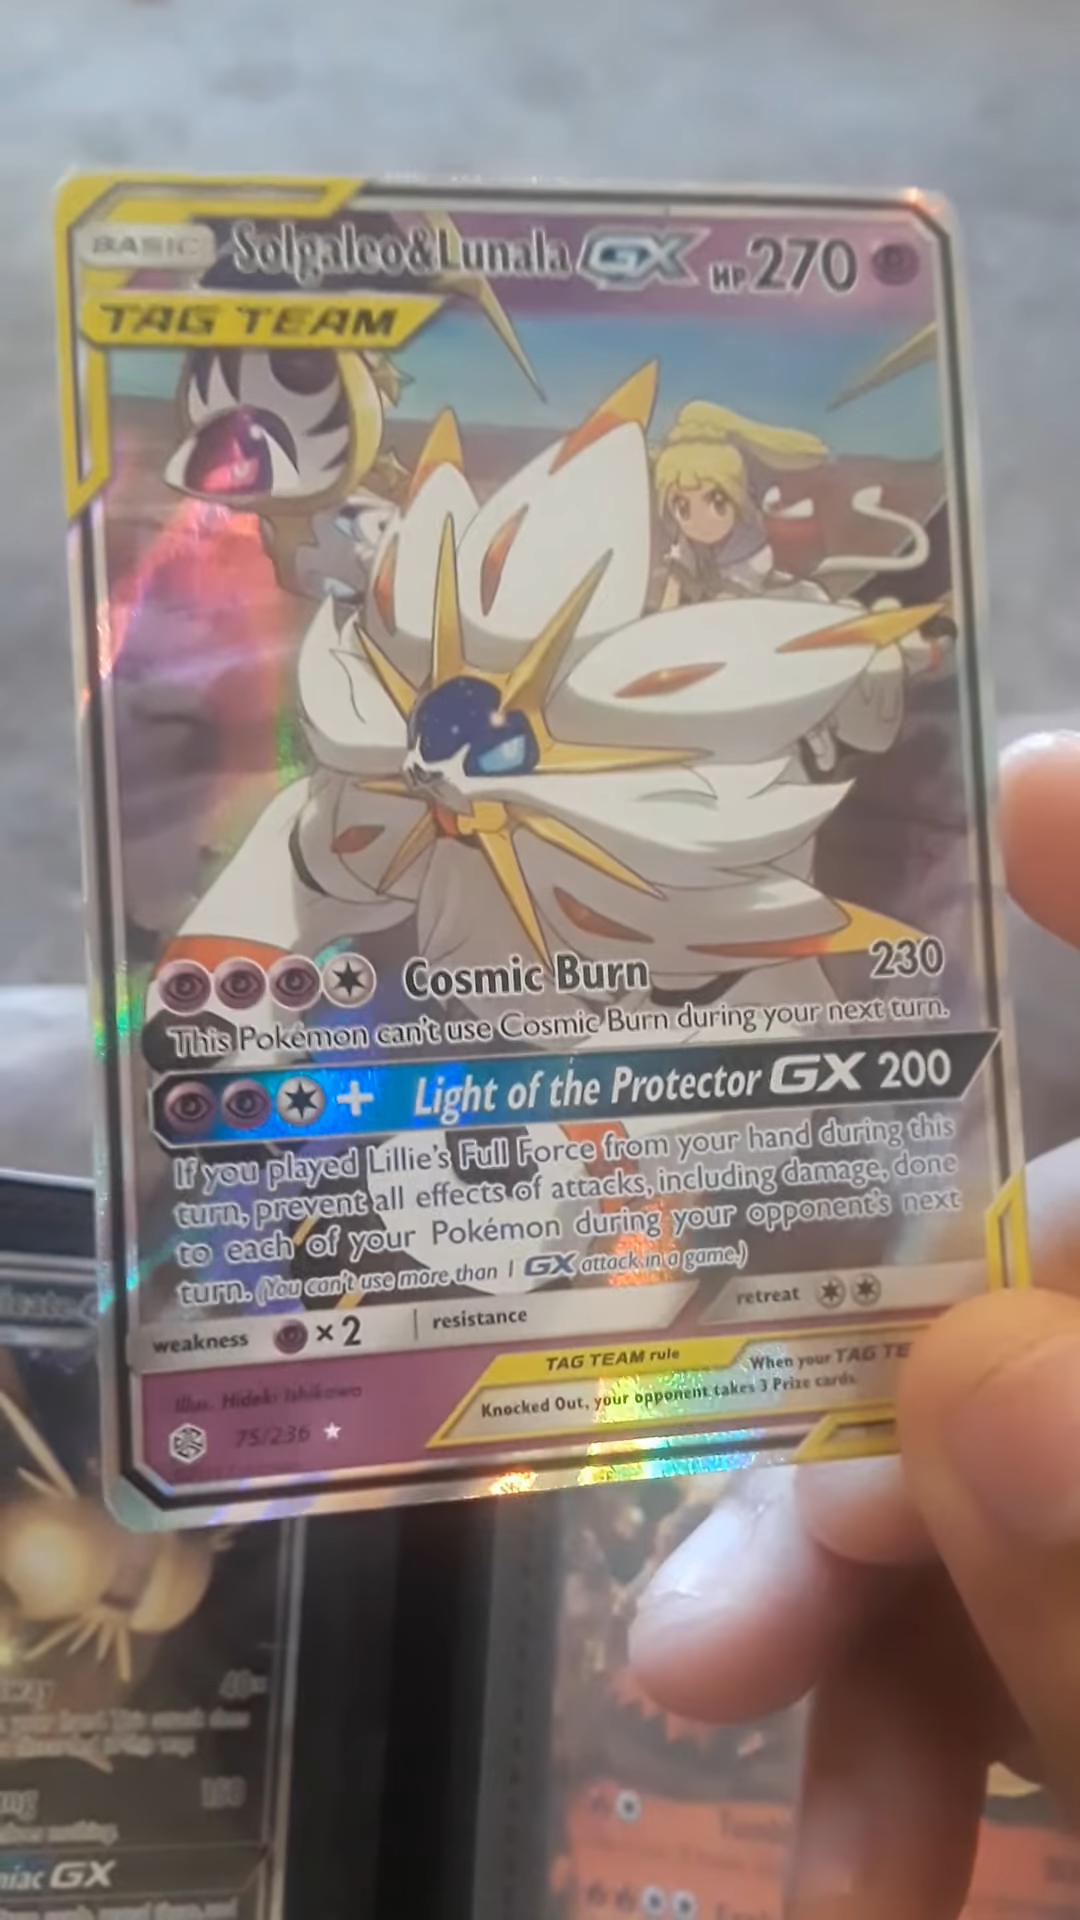 BASIC Solgaleo&Lunala GX HP 270
TAG TEAM
Cosmic Burn 230
This Pokémon can't use Cosmic Burn during your next turn.
+ Light of the Protector GX 200
If you played Lillie's Full Force from your hand during this
turn, prevent all effects of attacks, including damage, done
to each of your Pokémon during your opponent's next
turn. (You can't use more than 1 GX attack in a game.)
weakness ×2 resistance retreat
TAG TEAM rule When your TAG TE
Knocked Out, your opponent takes 3 Prize cards.
Illus. Hideki Ishikawa
75/236
GX